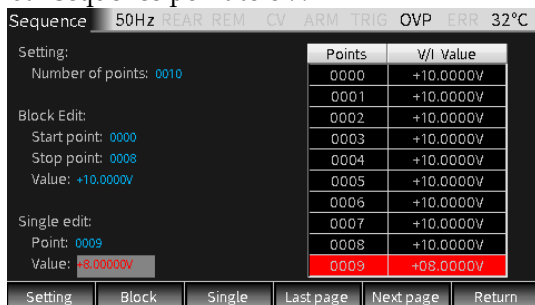 Sequence 50Hz REAR REM CV ARM TRIG OVP ERR 32°C
Setting:
Number of points: 0010
Block Edit:
Start point: 0000
Stop point: 0008
Value: +10.0000V
Single edit:
Point: 0009
Value: +8.00000V
Points V/I Value
0000 +10.0000V
0001 +10.0000V
0002 +10.0000V
0003 +10.0000V
0004 +10.0000V
0005 +10.0000V
0006 +10.0000V
0007 +10.0000V
0008 +10.0000V
0009 +08.0000V
Setting Block Single Last page Next page Return